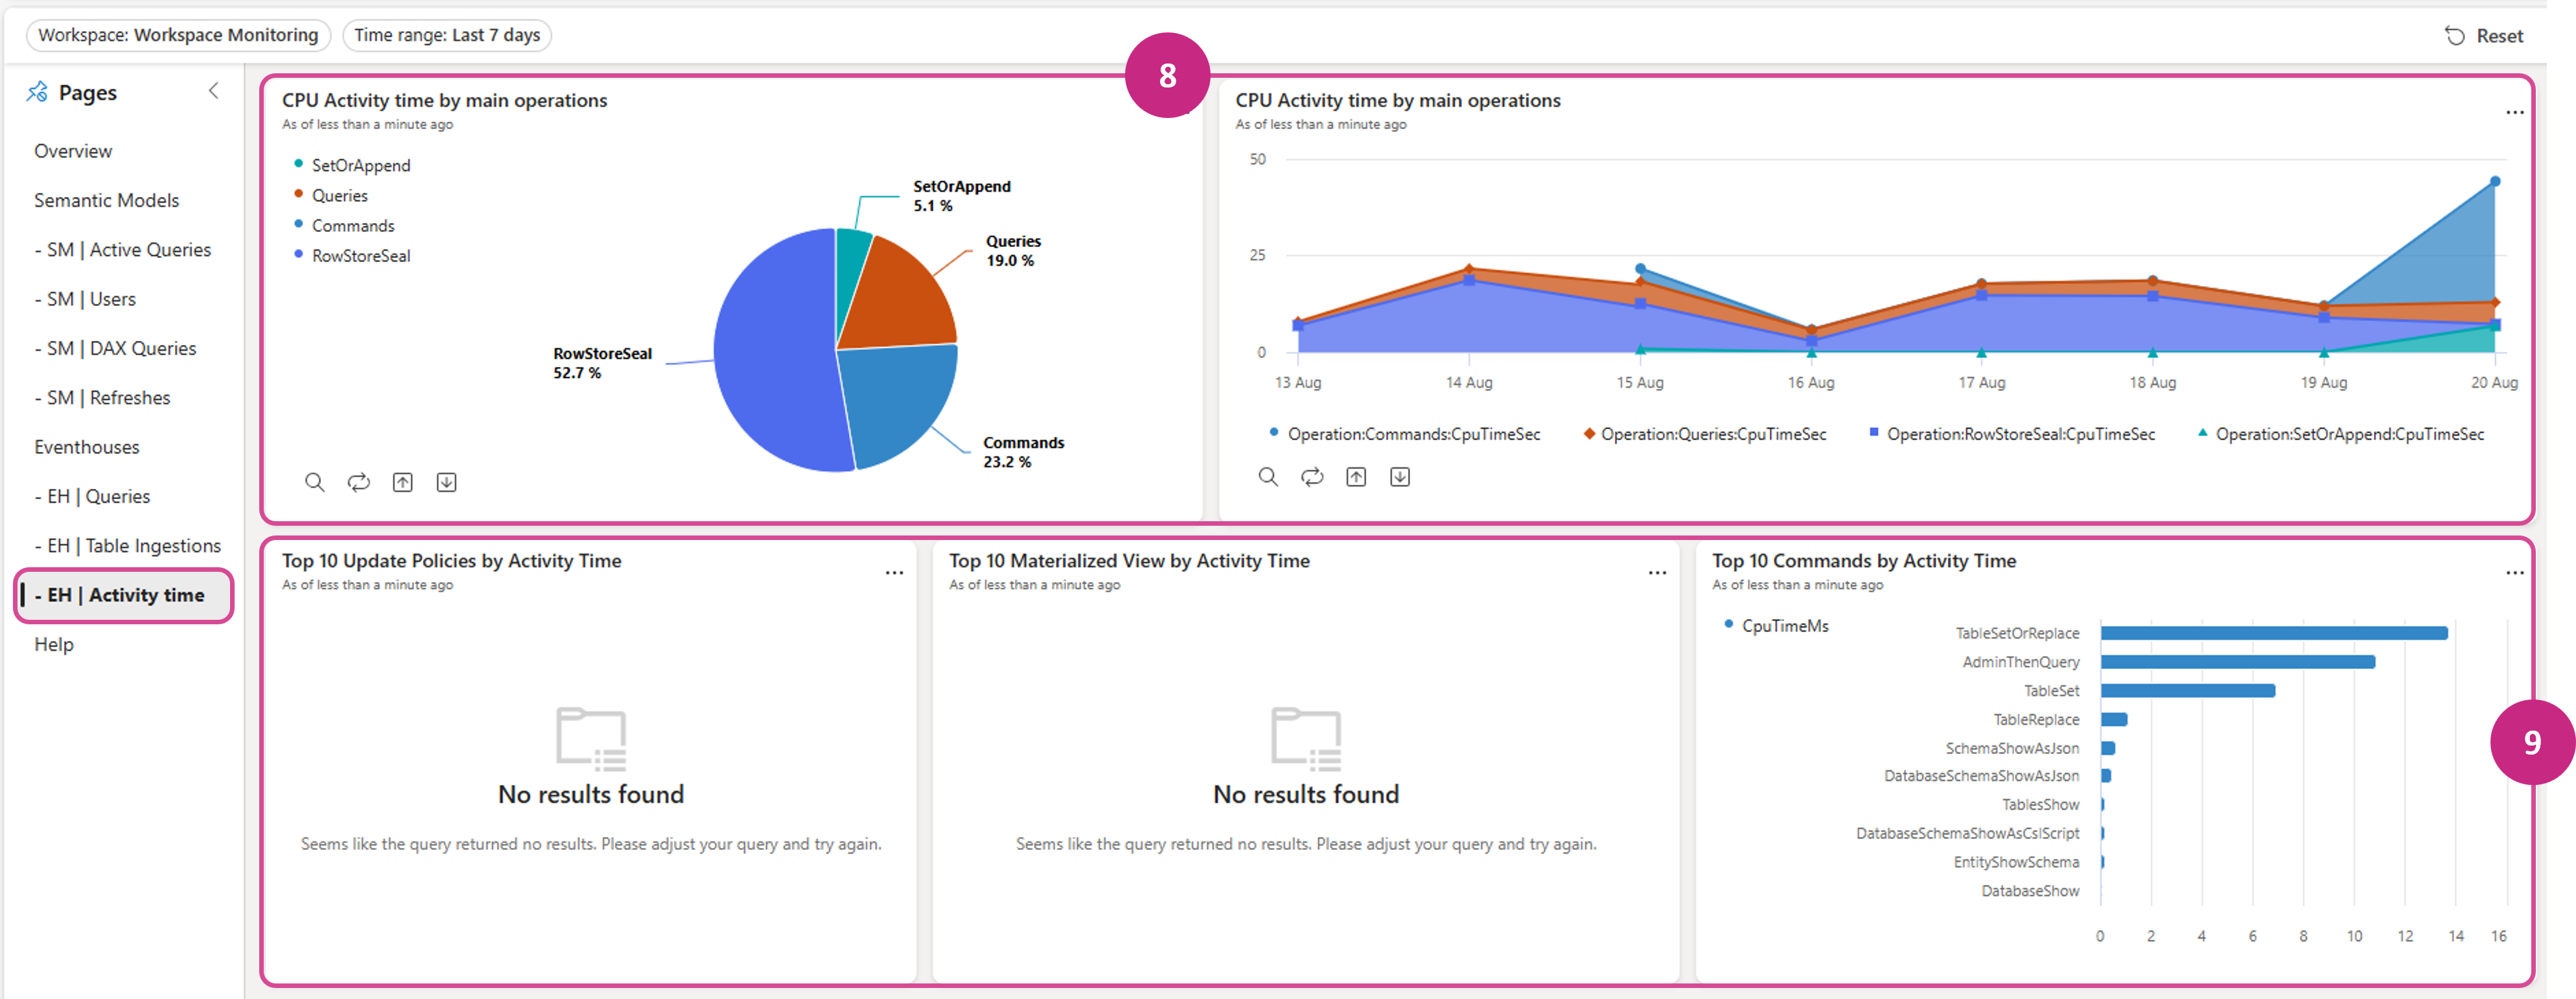 Workspace: Workspace Monitoring
Time range: Last 7 days
Reset
Pages
Overview
Semantic Models
- SM | Active Queries
- SM | Users
- SM | DAX Queries
- SM | Refreshes
Eventhouses
- EH | Queries
- EH | Table Ingestions
- EH | Activity time
Help
8
CPU Activity time by main operations
As of less than a minute ago
SetOrAppend
Queries
Commands
RowStoreSeal
SetOrAppend
5.1 %
Queries
19.0 %
RowStoreSeal
52.7 %
Commands
23.2 %
CPU Activity time by main operations
As of less than a minute ago
50
25
0
13 Aug 14 Aug 15 Aug 16 Aug 17 Aug 18 Aug 19 Aug 20 Aug
Operation:Commands:CpuTimeSec Operation:Queries:CpuTimeSec Operation:RowStoreSeal:CpuTimeSec Operation:SetOrAppend:CpuTimeSec
Top 10 Update Policies by Activity Time
As of less than a minute ago
No results found
Seems like the query returned no results. Please adjust your query and try again.
Top 10 Materialized View by Activity Time
As of less than a minute ago
No results found
Seems like the query returned no results. Please adjust your query and try again.
Top 10 Commands by Activity Time
As of less than a minute ago
CpuTimeMs
TableSetOrReplace
AdminThenQuery
TableSet
TableReplace
SchemaShowAsJson
DatabaseSchemaShowAsJson
TablesShow
DatabaseSchemaShowAsCslScript
EntityShowSchema
DatabaseShow
0 2 4 6 8 10 12 14 16
9